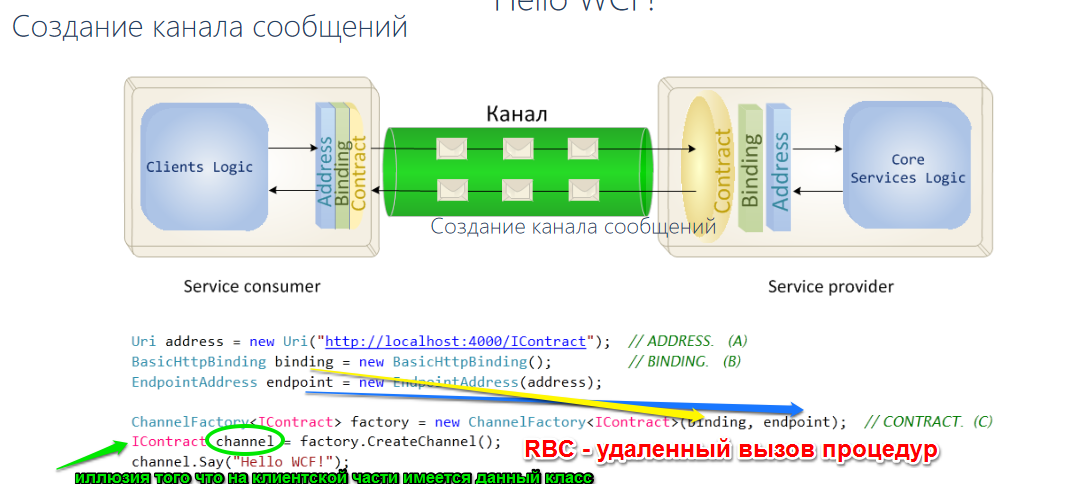 Hello WCF!
Создание канала сообщений
Канал
Clients Logic
Address
Binding
Contract
Contract
Binding
Address
Core
Services Logic
Создание канала сообщений
Service consumer
Service provider
Uri address = new Uri("http://localhost:4000/IContract"); // ADDRESS. (A)
BasicHttpBinding binding = new BasicHttpBinding(); // BINDING. (B)
EndpointAddress endpoint = new EndpointAddress(address);
ChannelFactory<IContract> factory = new ChannelFactory<IContract>(binding, endpoint); // CONTRACT. (C)
IContract channel = factory.CreateChannel();
RBC - удаленный вызов процедур
channel.Say("Hello WCF!");
иллюзия того что на клиентской части имеется данный класс